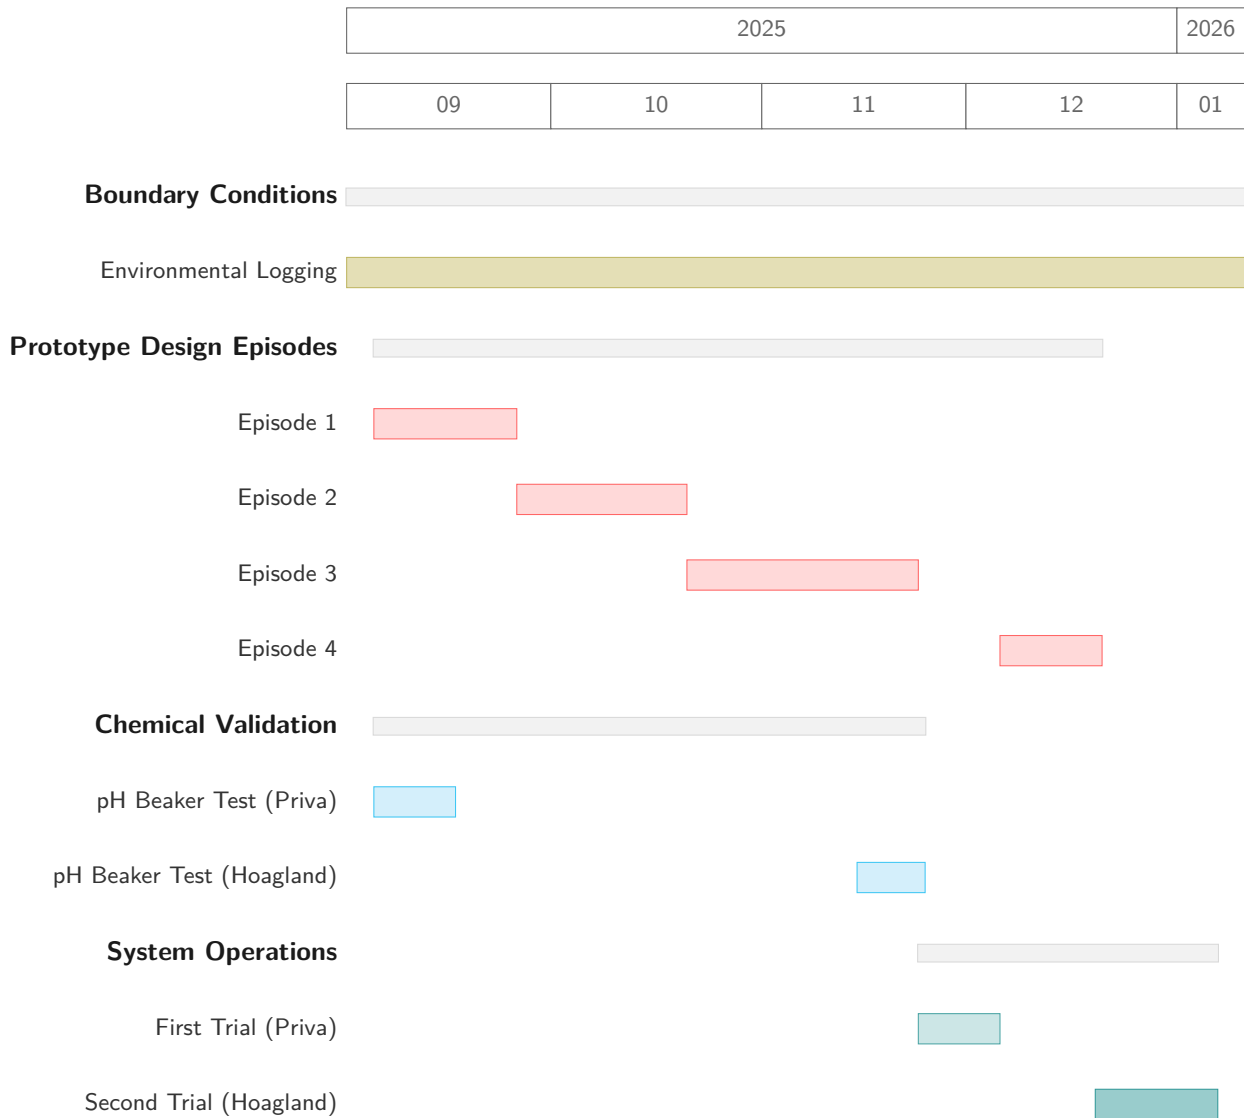 2025 2026
09 10 11 12 01
Boundary Conditions
Environmental Logging
Prototype Design Episodes
Episode 1
Episode 2
Episode 3
Episode 4
Chemical Validation
pH Beaker Test (Priva)
pH Beaker Test (Hoagland)
System Operations
First Trial (Priva)
Second Trial (Hoagland)